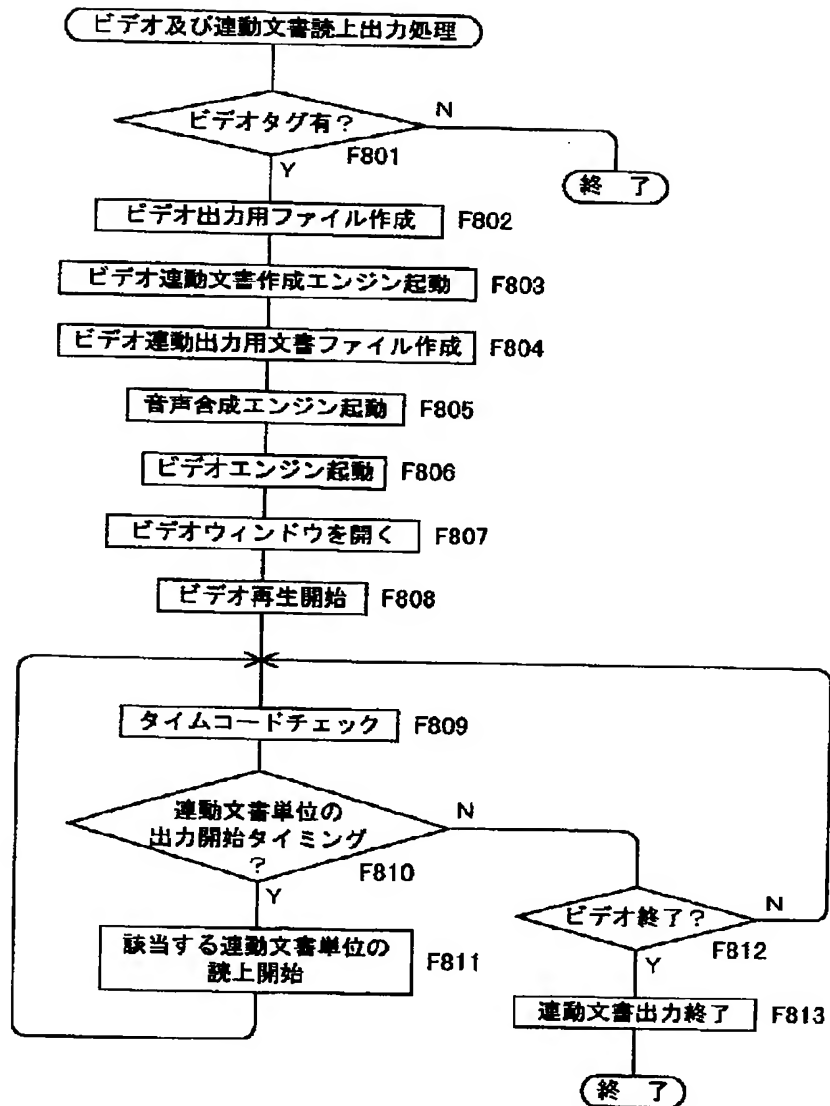 ビデオ及び連動文書読上出力処理
ビデオタグ有?
N
F801
Y
終 了
ビデオ出力用ファイル作成
F802
ビデオ連動文書作成エンジン起動
F803
ビデオ連動出力用文書ファイル作成
F804
音声合成エンジン起動
F805
ビデオエンジン起動
F806
ビデオウィンドウを開く
F807
ビデオ再生開始
F808
タイムコードチェック
F809
連動文書単位の
出力開始タイミング
?
N
F810
Y
該当する連動文書単位の
読上開始
F811
ビデオ終了?
N
F812
Y
連動文書出力終了
F813
終 了